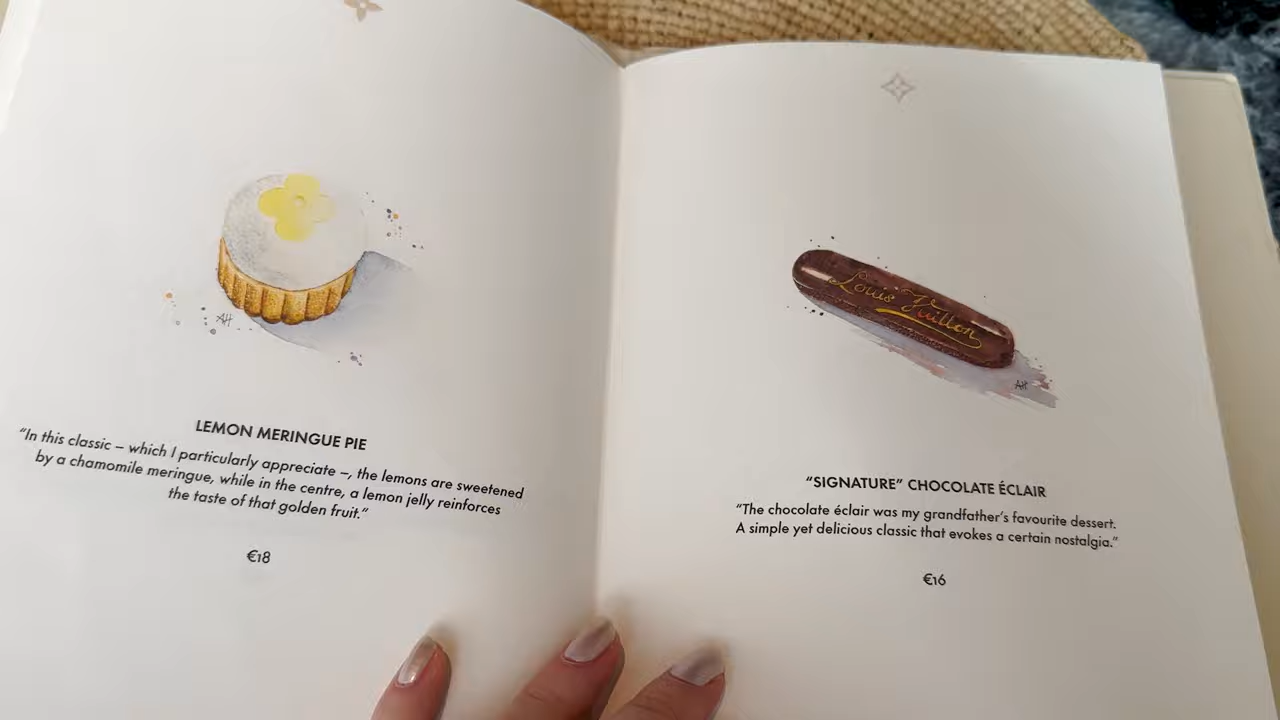 AH
LEMON MERINGUE PIE
“In this classic – which I particularly appreciate –, the lemons are sweetened
by a chamomile meringue, while in the centre, a lemon jelly reinforces
the taste of that golden fruit.”
€18
Louis Vuitton
AH
“SIGNATURE” CHOCOLATE ÉCLAIR
“The chocolate éclair was my grandfather’s favourite dessert.
A simple yet delicious classic that evokes a certain nostalgia.”
€16